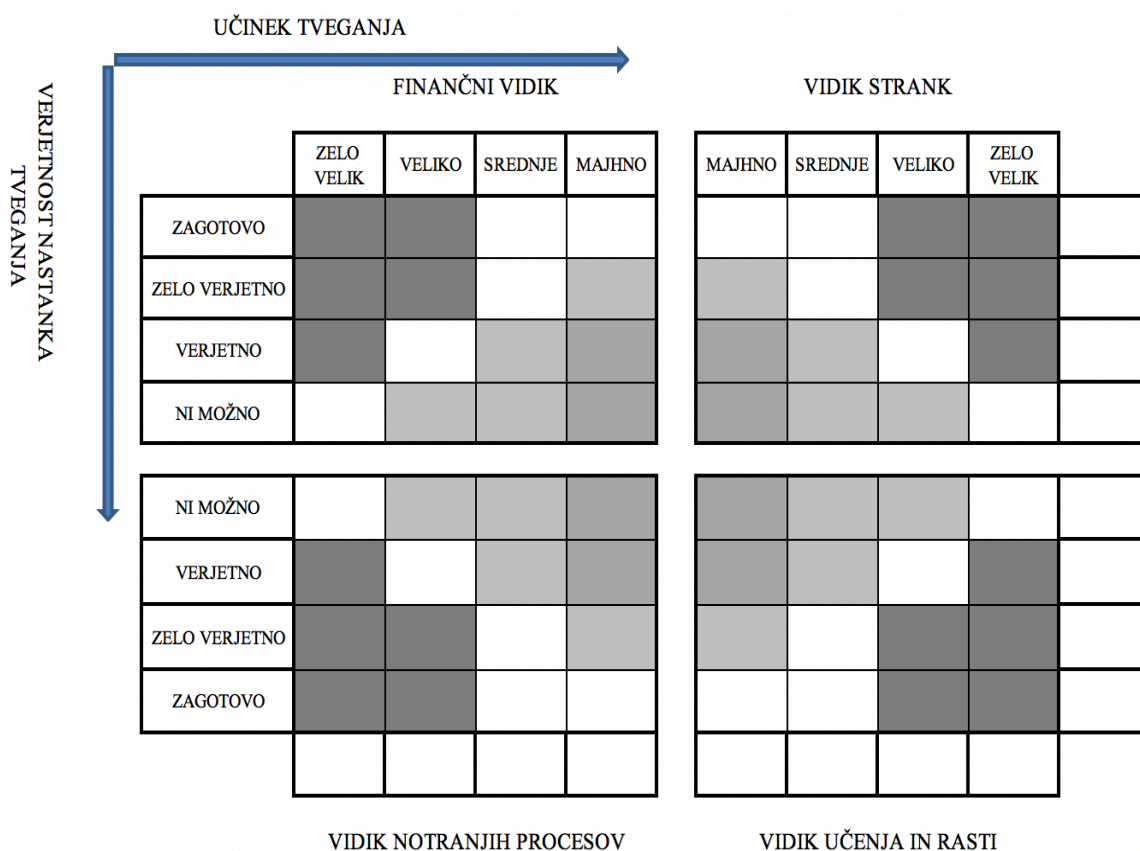 UČINEK TVEGANJA
VERJETNOST NASTANKA
TVEGANJA
FINANČNI VIDIK
VIDIK STRANK
ZELO
VELIK
VELIKO
SREDNJE
MAJHNO
MAJHNO
SREDNJE
VELIKO
ZELO
VELIK
ZAGOTOVO
ZELO VERJETNO
VERJETNO
NI MOŽNO
NI MOŽNO
VERJETNO
ZELO VERJETNO
ZAGOTOVO
VIDIK NOTRANJIH PROCESOV
VIDIK UČENJA IN RASTI